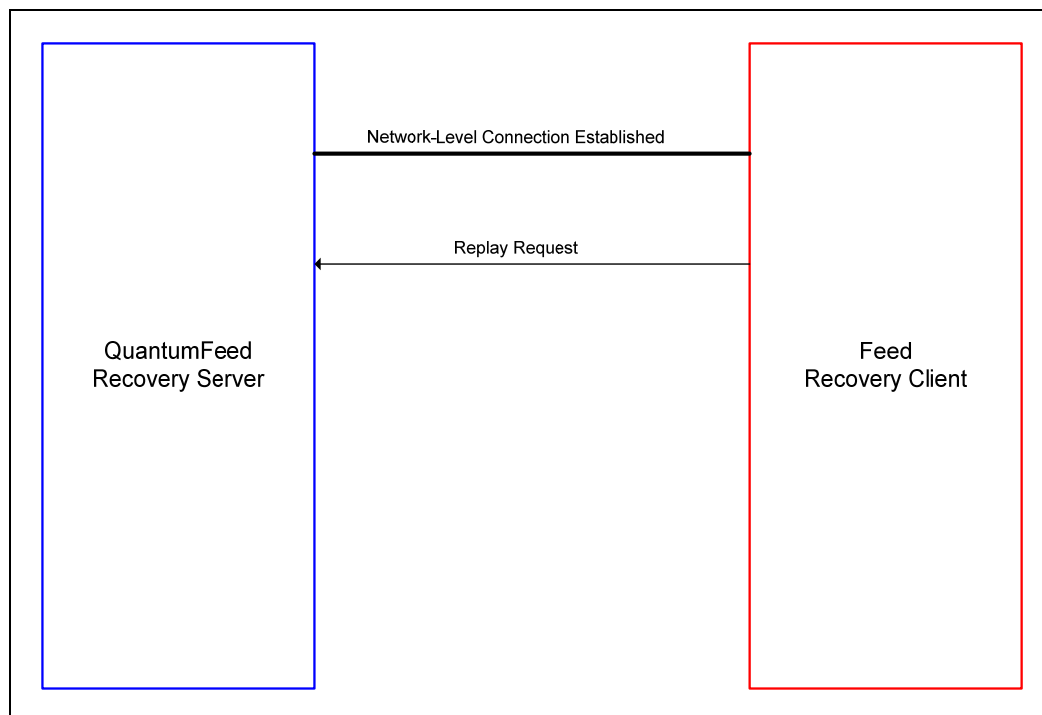 Network-Level Connection Established
Replay Request
QuantumFeed
Recovery Server
Feed
Recovery Client